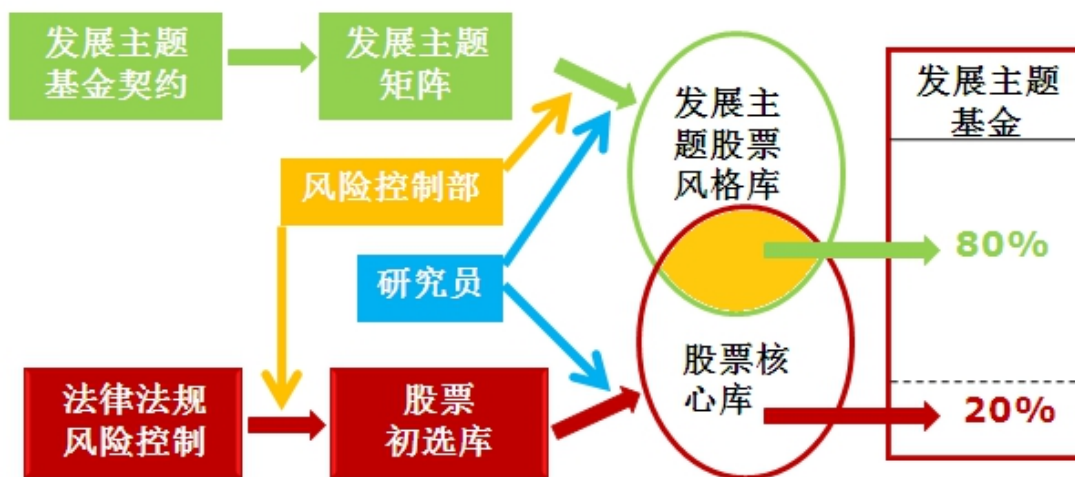 发展主题
基金契约
发展主题
矩阵
发展主
题股票
风格库
发展主题
基金
风险控制部
80%
研究员
股票核
心库
法律法规
风险控制
股票
初选库
20%